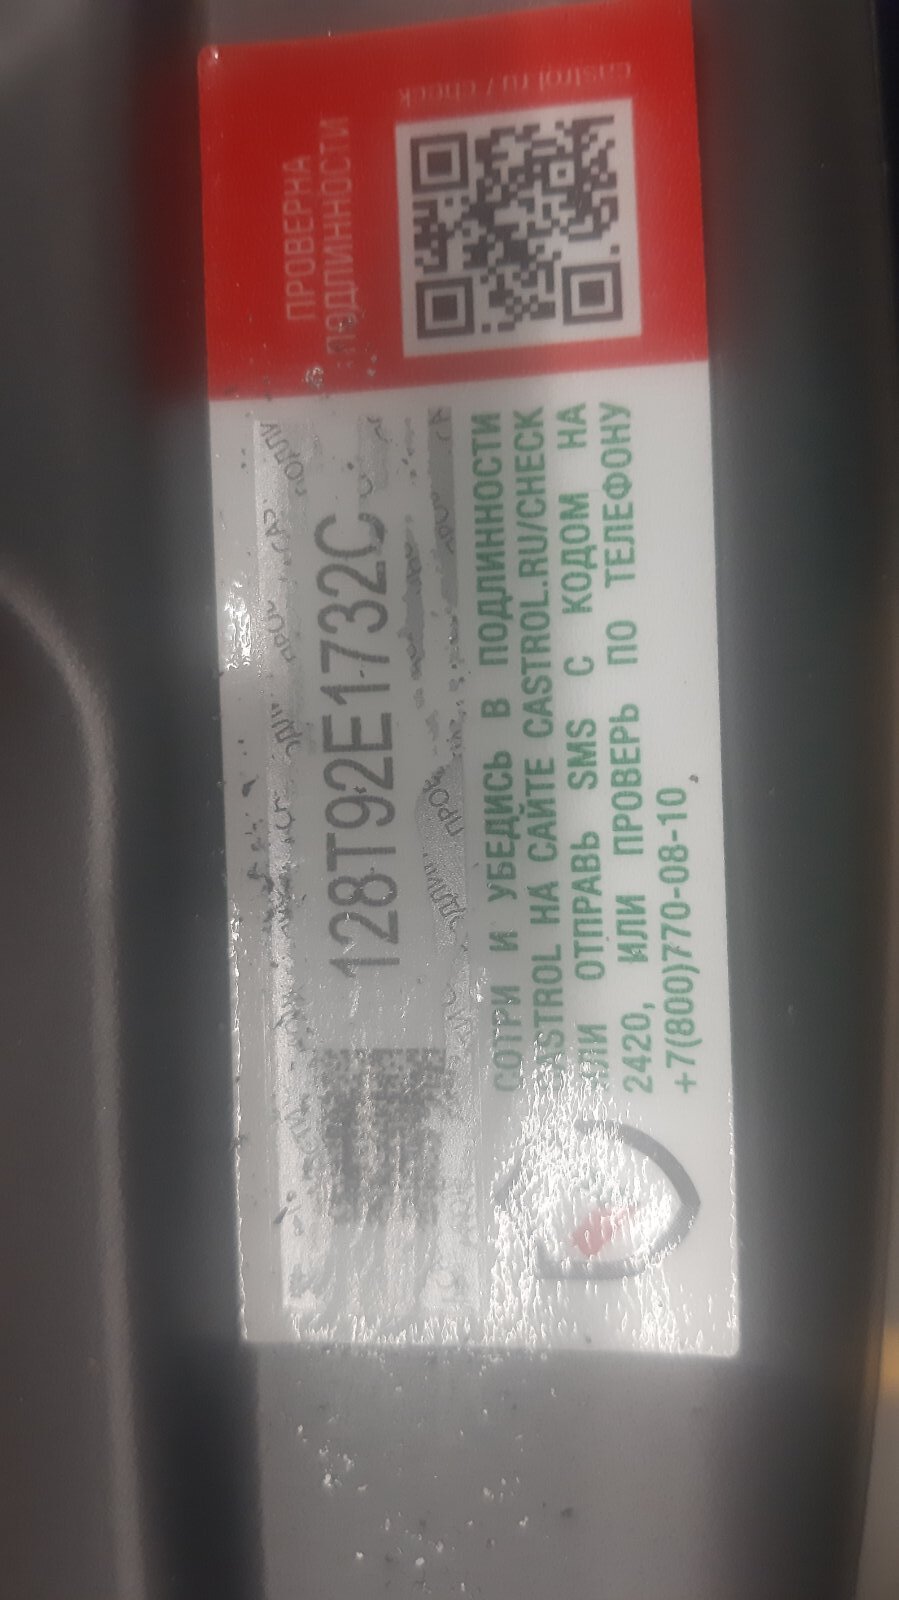 Castrol.ru / check
ПРОВЕРКА
ПОДЛИННОСТИ
128T92E1732C
ПОТРИ И УБЕДИСЬ В ПОДЛИННОСТИ
CASTROL НА САЙТЕ CASTROL.RU/CHECK
ИЛИ ОТПРАВЬ SMS С КОДОМ НА
2420, ИЛИ ПРОВЕРЬ ПО ТЕЛЕФОНУ
+7(800)770-08-10,